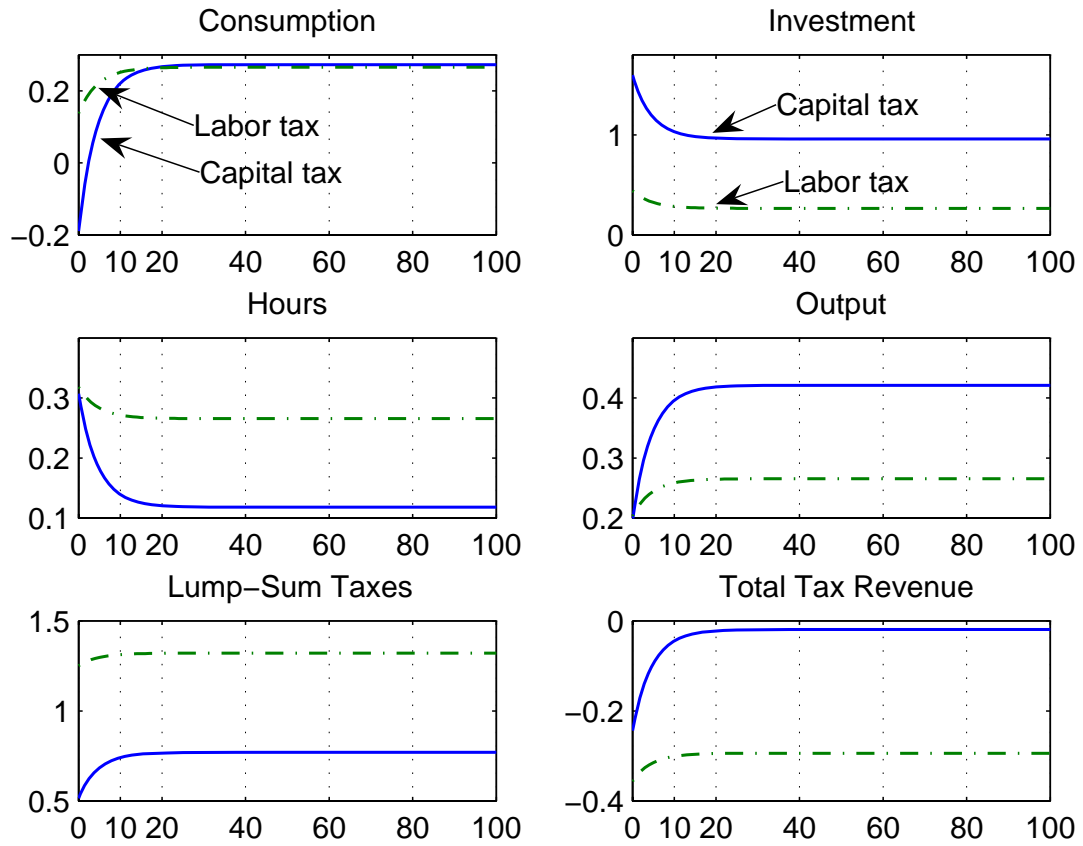 Consumption
0.2
0
−0.2
Labor tax
Capital tax
0 10 20 40 60 80 100
Investment
1
0
Capital tax
Labor tax
0 10 20 40 60 80 100
Hours
0.3
0.2
0.1
0 10 20 40 60 80 100
Output
0.4
0.3
0.2
0 10 20 40 60 80 100
Lump−Sum Taxes
1.5
1
0.5
0 10 20 40 60 80 100
Total Tax Revenue
0
−0.2
−0.4
0 10 20 40 60 80 100